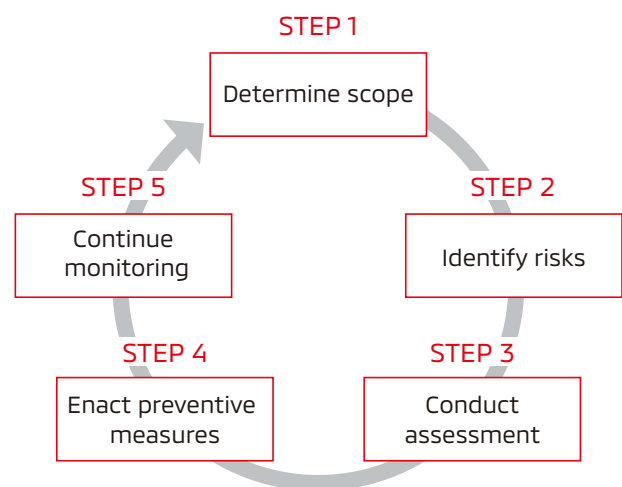 STEP 1
Determine scope
STEP 2
Identify risks
STEP 3
Conduct
assessment
STEP 4
Enact preventive
measures
STEP 5
Continue
monitoring